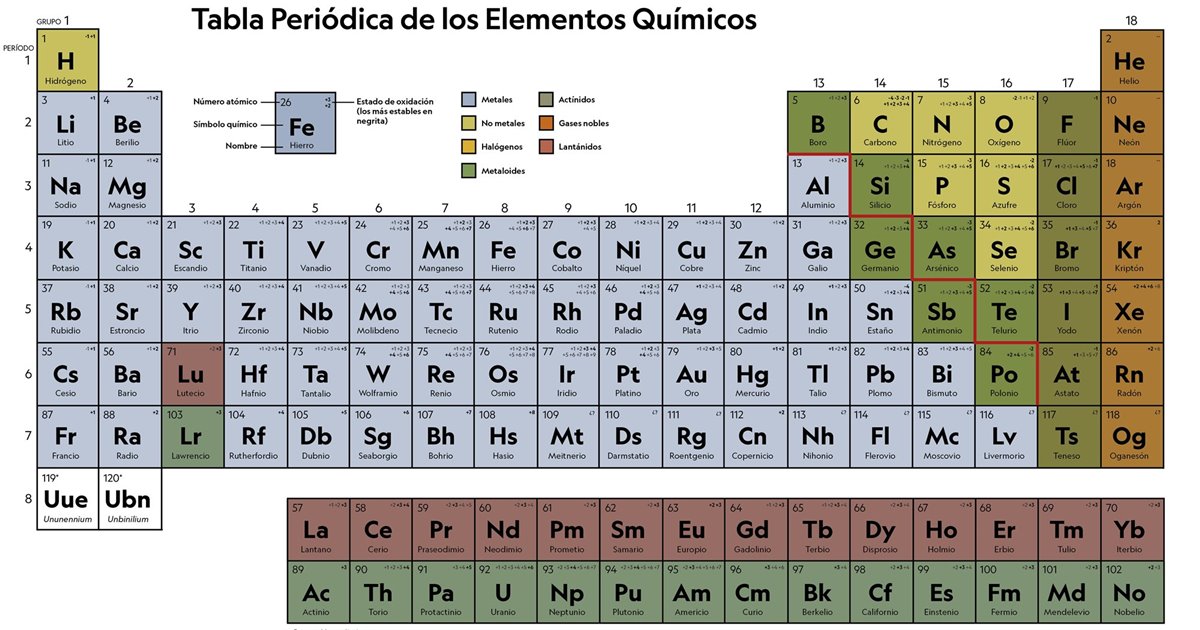 Tabla Periódica de los Elementos Químicos
GRUPO 1 18
PERÍODO
1 H Hidrógeno 2 He Helio
1
2 13 14 15 16 17
Número atómico 26 Estado de oxidación
(los más estables en
negrita)
Símbolo químico Fe
Nombre Hierro
Metales Actínidos
No metales Gases nobles
Halógenos Lantánidos
Metaloides
2
3 Li Litio 4 Be Berilio 5 B Boro 6 C Carbono 7 N Nitrógeno 8 O Oxígeno 9 F Flúor 10 Ne Neón
3
11 Na Sodio 12 Mg Magnesio 13 Al Aluminio 14 Si Silicio 15 P Fósforo 16 S Azufre 17 Cl Cloro 18 Ar Argón
3 4 5 6 7 8 9 10 11 12
4
19 K Potasio 20 Ca Calcio 21 Sc Escandio 22 Ti Titanio 23 V Vanadio 24 Cr Cromo 25 Mn Manganeso 26 Fe Hierro 27 Co Cobalto 28 Ni Níquel 29 Cu Cobre 30 Zn Zinc 31 Ga Galio 32 Ge Germanio 33 As Arsénico 34 Se Selenio 35 Br Bromo 36 Kr Kriptón
5
37 Rb Rubidio 38 Sr Estroncio 39 Y Itrio 40 Zr Zirconio 41 Nb Niobio 42 Mo Molibdeno 43 Tc Tecnecio 44 Ru Rutenio 45 Rh Rodio 46 Pd Paladio 47 Ag Plata 48 Cd Cadmio 49 In Indio 50 Sn Estaño 51 Sb Antimonio 52 Te Telurio 53 I Yodo 54 Xe Xenón
6
55 Cs Cesio 56 Ba Bario 71 Lu Lutecio 72 Hf Hafnio 73 Ta Tantalio 74 W Wolframio 75 Re Renio 76 Os Osmio 77 Ir Iridio 78 Pt Platino 79 Au Oro 80 Hg Mercurio 81 Tl Talio 82 Pb Plomo 83 Bi Bismuto 84 Po Polonio 85 At Astato 86 Rn Radón
7
87 Fr Francio 88 Ra Radio 103 Lr Lawrencio 104 Rf Rutherfordio 105 Db Dubnio 106 Sg Seaborgio 107 Bh Bohrio 108 Hs Hasio 109 Mt Meitnerio 110 Ds Darmstatio 111 Rg Roentgenio 112 Cn Copernicio 113 Nh Nihonio 114 Fl Flerovio 115 Mc Moscovio 116 Lv Livermorio 117 Ts Teneso 118 Og Oganesón
8
119* Uue Ununennium 120* Ubn Unbinilium
57 La Lantano 58 Ce Cerio 59 Pr Praseodimio 60 Nd Neodimio 61 Pm Prometio 62 Sm Samario 63 Eu Europio 64 Gd Gadolinio 65 Tb Terbio 66 Dy Disprosio 67 Ho Holmio 68 Er Erbio 69 Tm Tulio 70 Yb Iterbio
89 Ac Actinio 90 Th Torio 91 Pa Protactinio 92 U Uranio 93 Np Neptunio 94 Pu Plutonio 95 Am Americio 96 Cm Curio 97 Bk Berkelio 98 Cf Californio 99 Es Einstenio 100 Fm Fermio 101 Md Mendelevio 102 No Nobelio